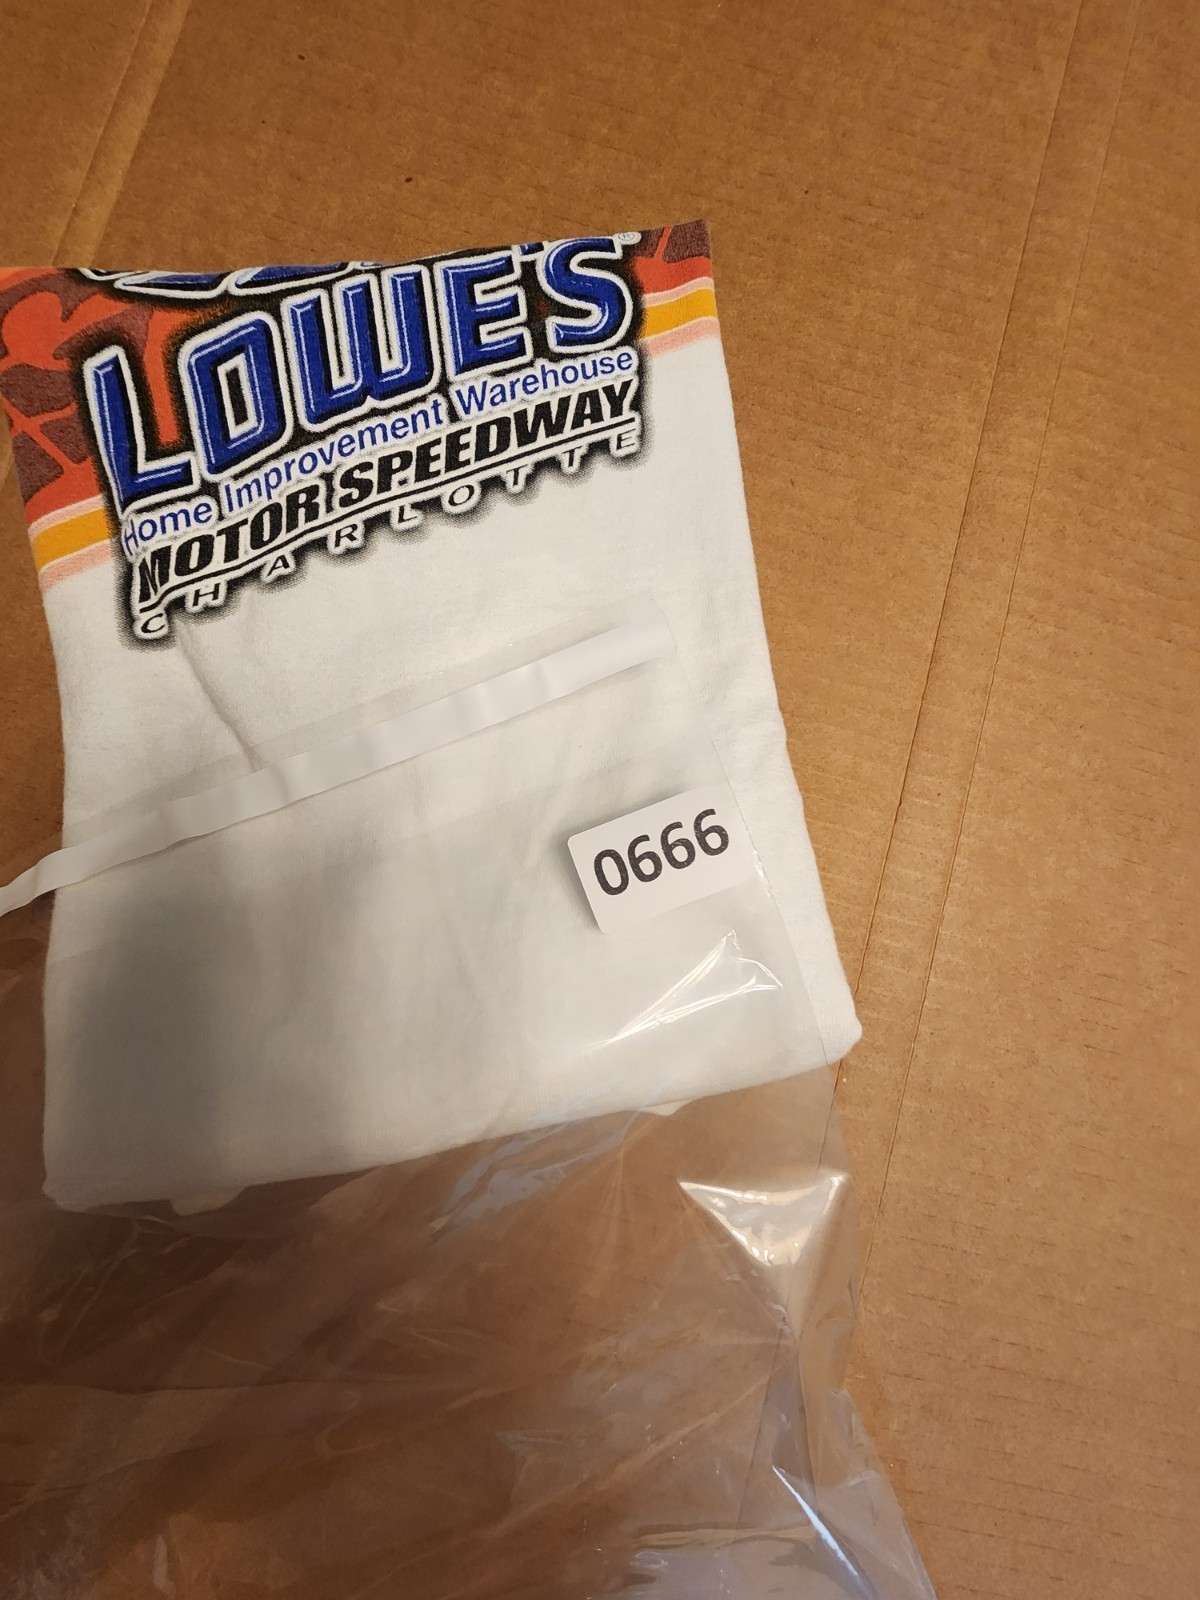 LOWE'S®
Home Improvement Warehouse
MOTOR SPEEDWAY
CHARLOTTE
0666